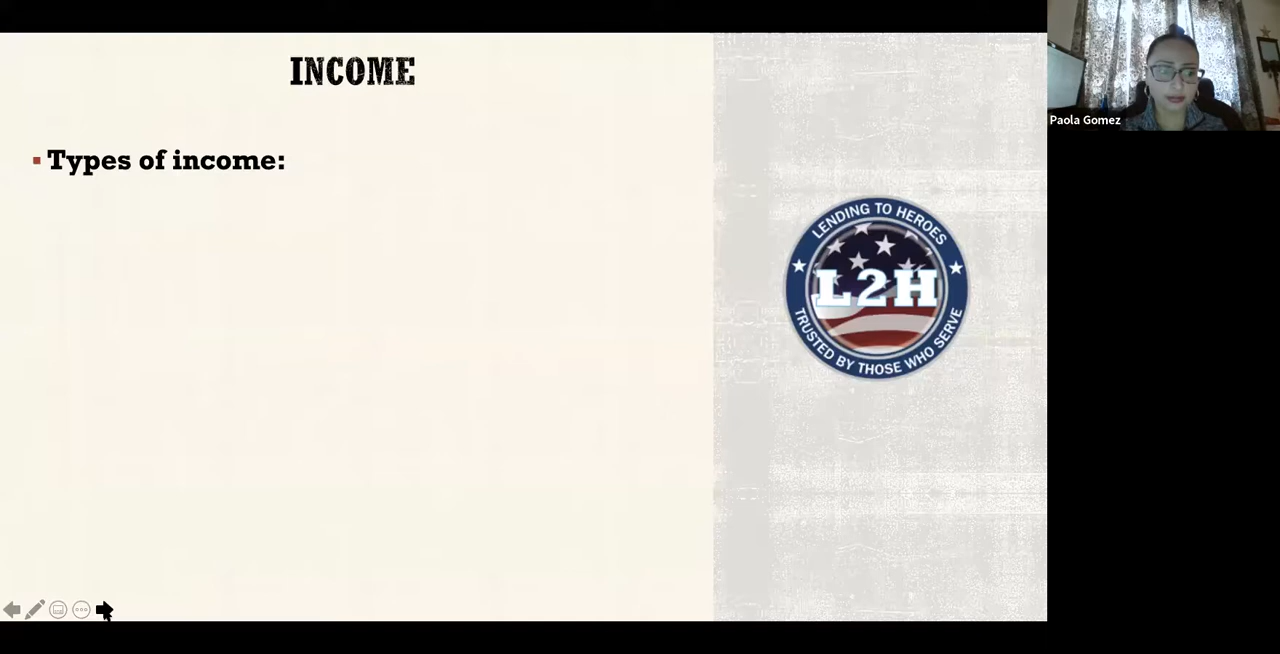 INCOME
Types of income:
LENDING TO HEROES
L2H
TRUSTED BY THOSE WHO SERVE
Paola Gomez